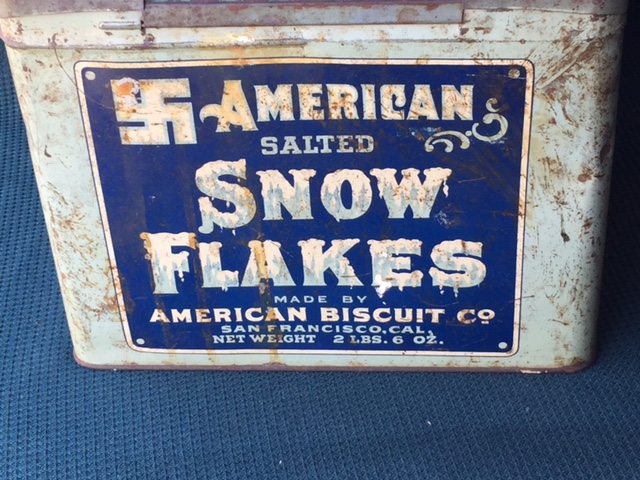 AMERICAN
SALTED
SNOW
FLAKES
MADE BY
AMERICAN BISCUIT CO
SAN FRANCISCO, CAL.
NET WEIGHT 2 LBS. 6 OZ.